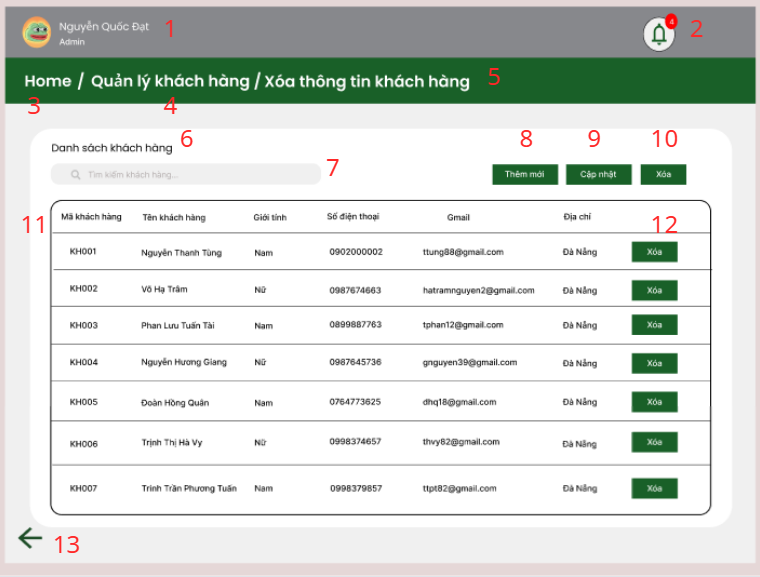 Nguyễn Quốc Đạt 1
Admin
4
2
Home / Quản lý khách hàng / Xóa thông tin khách hàng 5
3 4
Danh sách khách hàng 6
8 9 10
Tìm kiếm khách hàng... 7
Thêm mới Cập nhật Xóa
11
Mã khách hàng Tên khách hàng Giới tính Số điện thoại Gmail Địa chỉ 12
KH001 Nguyễn Thanh Tùng Nam 0902000002 ttung88@gmail.com Đà Nẵng Xóa
KH002 Võ Hạ Trâm Nữ 0987674663 hatramnguyen2@gmail.com Đà Nẵng Xóa
KH003 Phan Lưu Tuấn Tài Nam 0899887763 tphan12@gmail.com Đà Nẵng Xóa
KH004 Nguyễn Hương Giang Nữ 0987645736 gnguyen39@gmail.com Đà Nẵng Xóa
KH005 Đoàn Hồng Quân Nam 0764773625 dhq18@gmail.com Đà Nẵng Xóa
KH006 Trịnh Thị Hà Vy Nữ 0998374657 thvy82@gmail.com Đà Nẵng Xóa
KH007 Trinh Trần Phương Tuấn Nam 0998379857 ttpt82@gmail.com Đà Nẵng Xóa
13